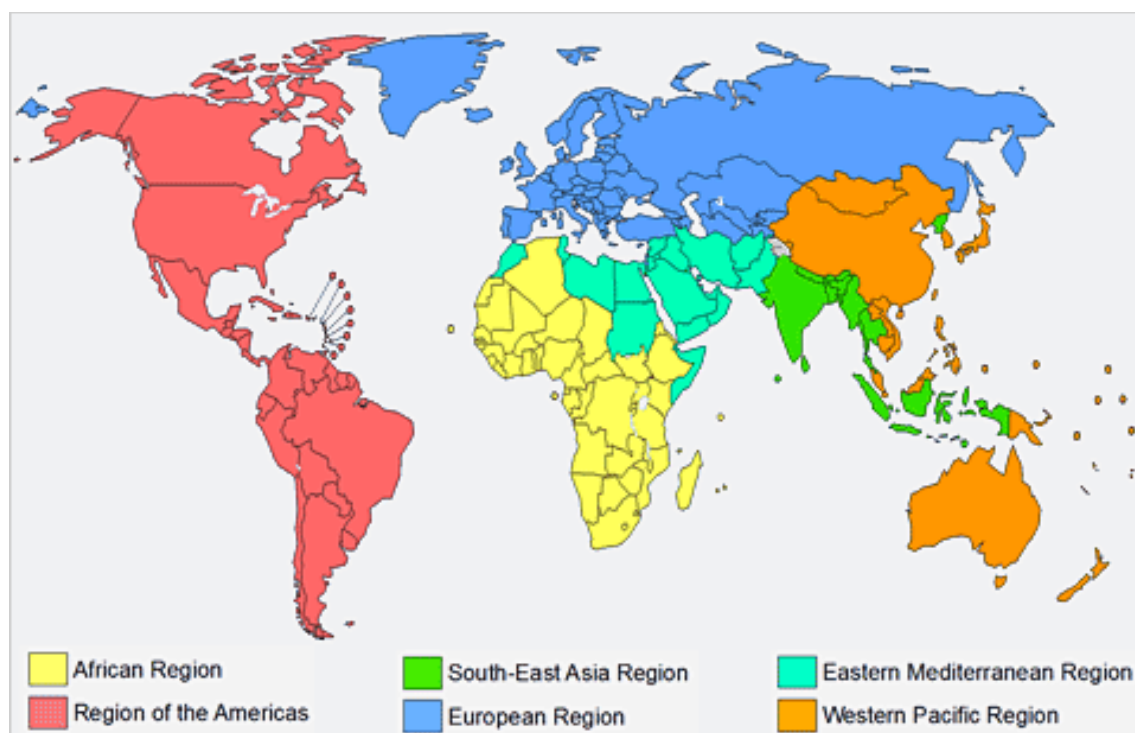 African Region
South-East Asia Region
Eastern Mediterranean Region
Region of the Americas
European Region
Western Pacific Region